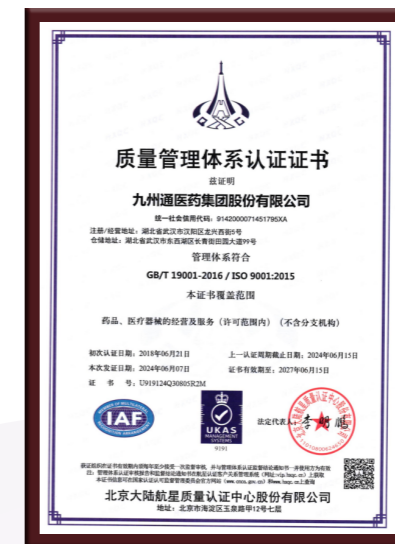 质量管理体系认证证书
兹证明
九州通医药集团股份有限公司
统一社会信用代码：9142000071451795XA
注册/经营地址：湖北省武汉市汉阳区龙兴西街5号
仓储地址：湖北省武汉市东西湖区长青街田园大道99号
管理体系符合
GB/T 19001-2016 / ISO 9001:2015
本证书覆盖范围
药品、医疗器械的经营及服务（许可范围内）（不含分支机构）
初次认证日期：2018年06月21日 上一认证周期截止日期：2024年06月15日
本次发证日期：2024年06月07日 证书有效期至：2027年06月15日
证 书 号：U919124Q30805R2M
IAF
UKAS
MANAGEMENT
SYSTEMS
9191
法定代表人：
北京大陆航星质量认证中心股份有限公司
地址：北京市海淀区玉泉路甲12号七层